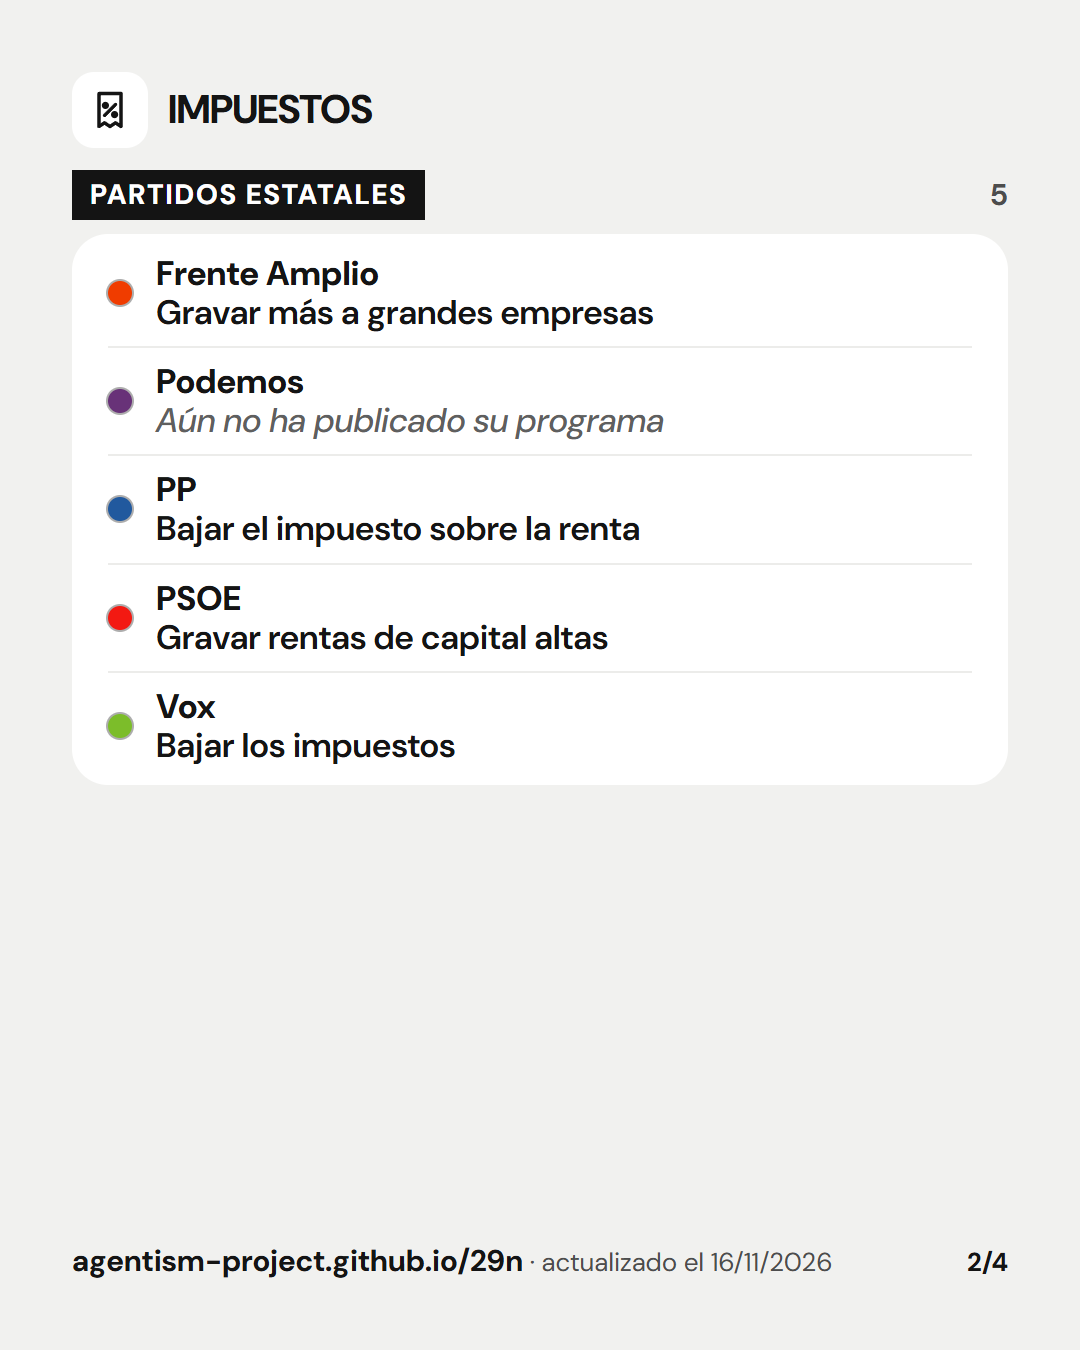 IMPUESTOS
PARTIDOS ESTATALES
5
Frente Amplio
Gravar más a grandes empresas
Podemos
Aún no ha publicado su programa
PP
Bajar el impuesto sobre la renta
PSOE
Gravar rentas de capital altas
Vox
Bajar los impuestos
agentism-project.github.io/29n · actualizado el 16/11/2026
2/4